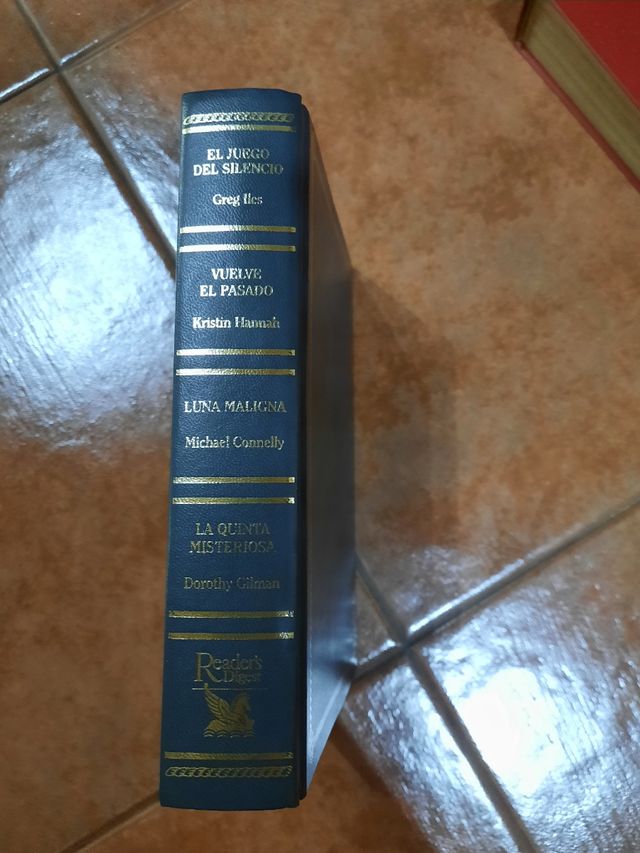 EL JUEGO
DEL SILENCIO
Greg Iles
VUELVE
EL PASADO
Kristin Hannah
LUNA MALIGNA
Michael Connelly
LA QUINTA
MISTERIOSA
Dorothy Gilman
Reader's
Digest